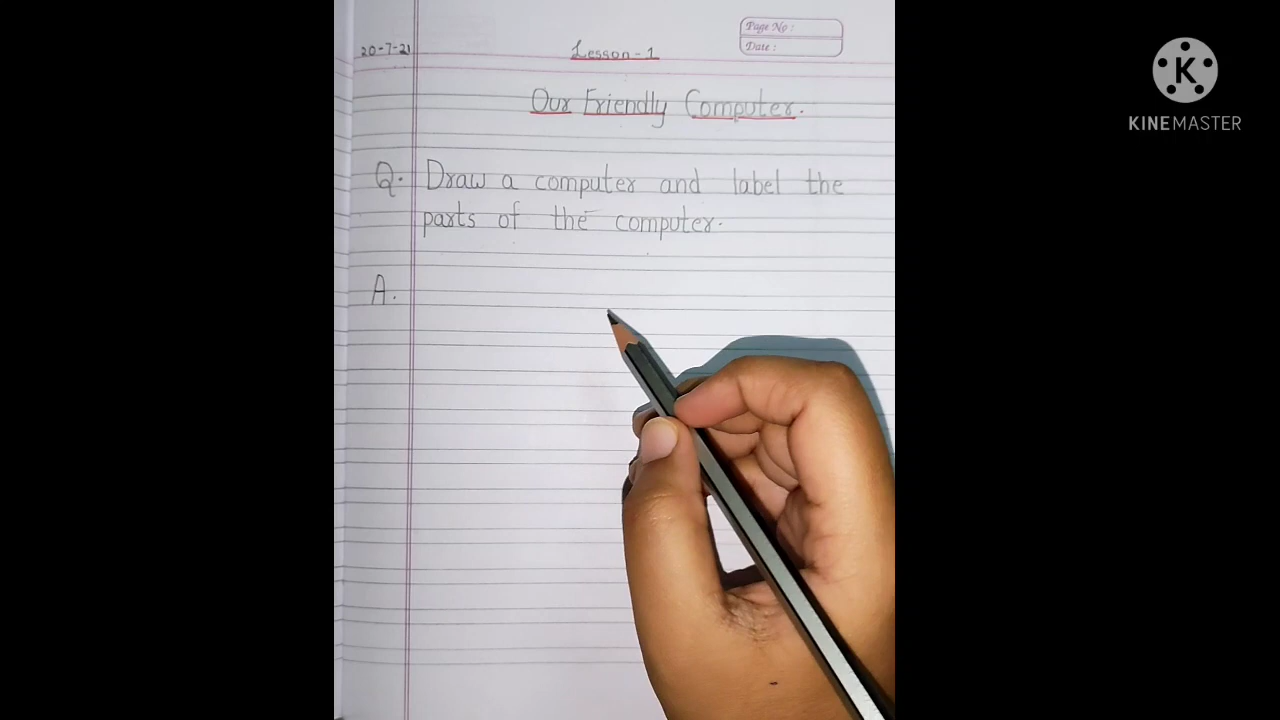 Page No :
20-7-21 Lesson - 1
Date :
Our Friendly Computer.
Q. Draw a computer and label the
parts of the computer.
A.
KINEMASTER